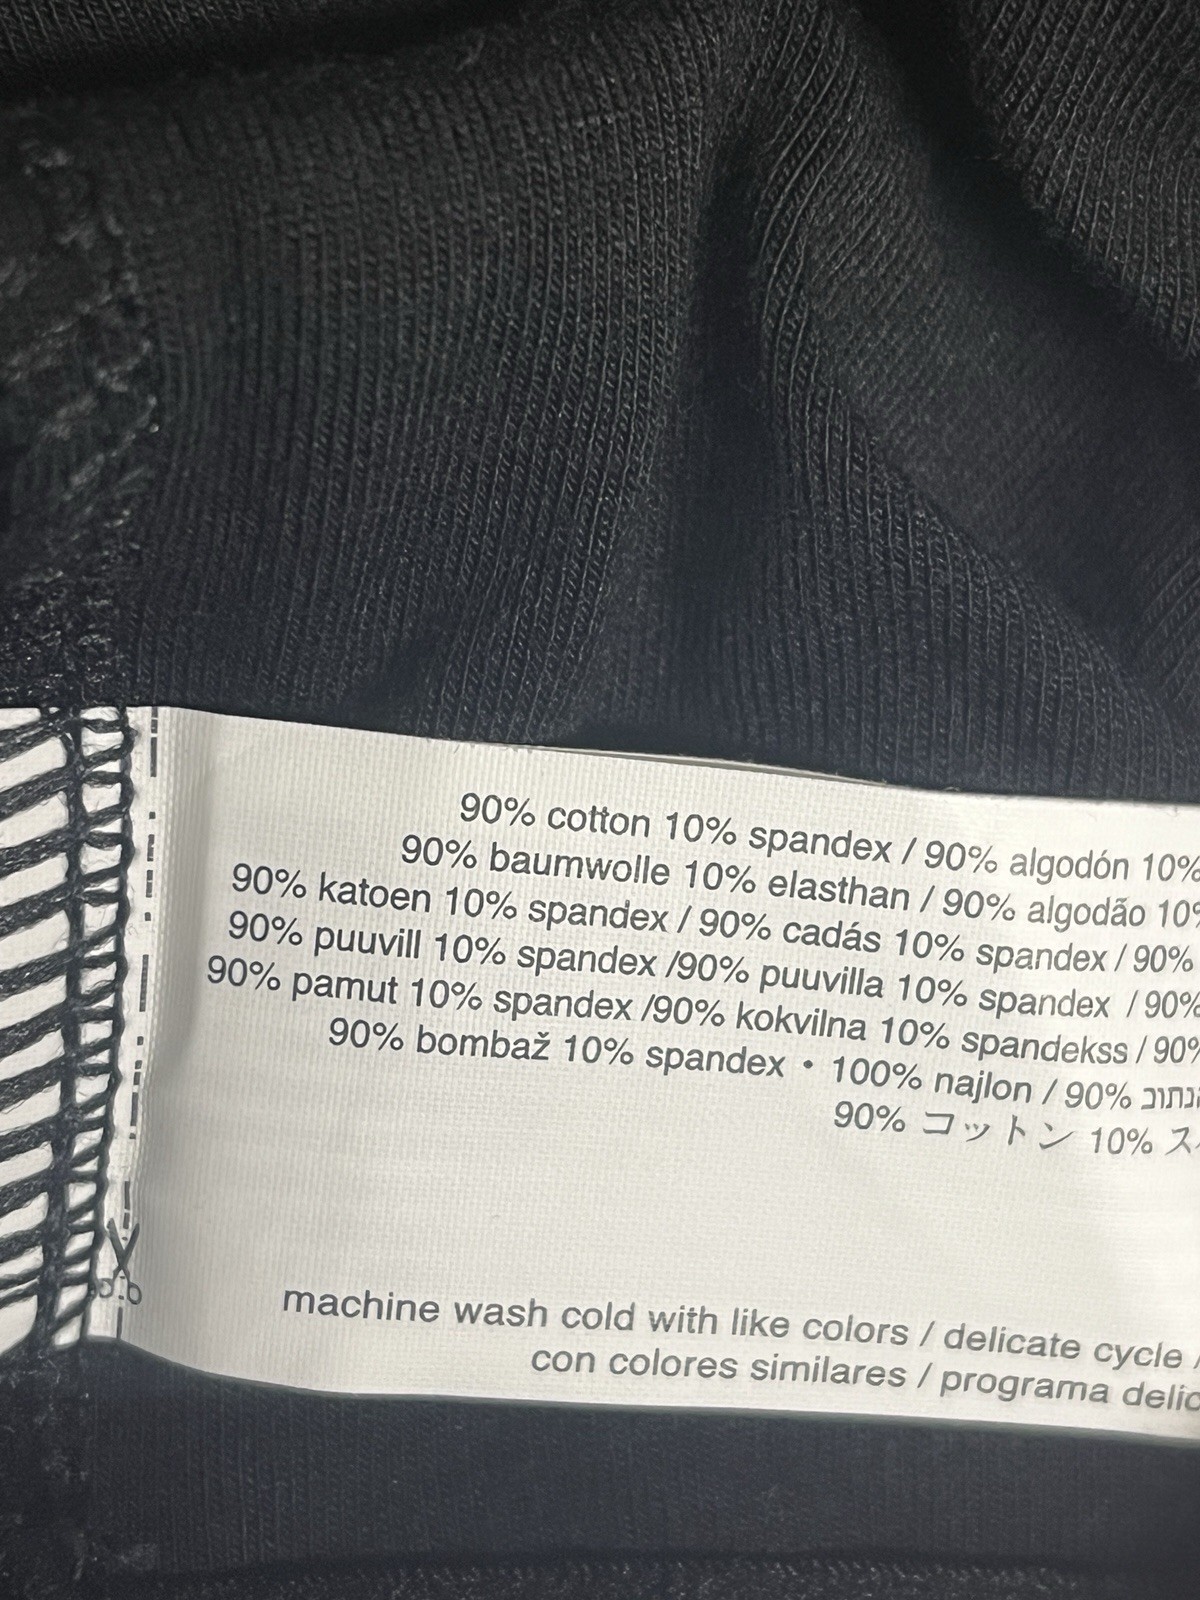 90% cotton 10% spandex / 90% algodón 10%
90% baumwolle 10% elasthan / 90% algodão 10%
90% katoen 10% spandex / 90% cadás 10% spandex / 90%
90% puuvill 10% spandex /90% puuvilla 10% spandex / 90%
90% pamut 10% spandex /90% kokvilna 10% spandekss / 90%
90% bombaž 10% spandex • 100% najlon / 90%
90% コットン 10%
machine wash cold with like colors / delicate cycle /
con colores similares / programa